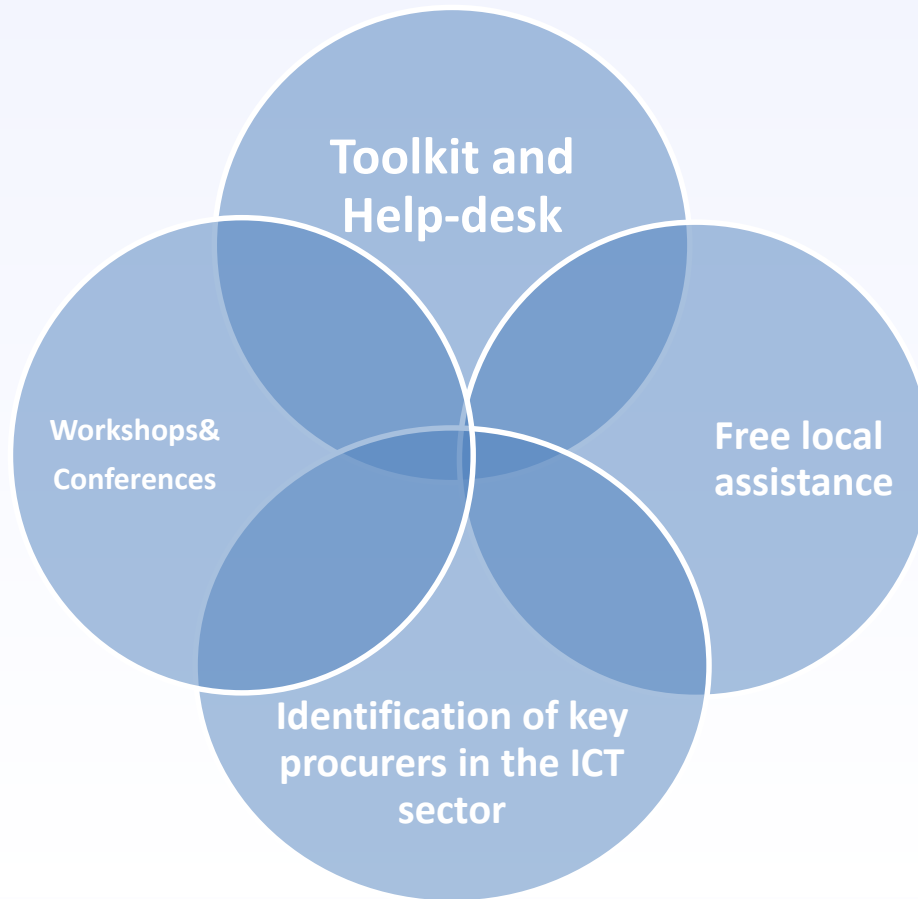 Toolkit and
Help-desk
Workshops&
Conferences
Free local
assistance
Identification of key
procurers in the ICT
sector